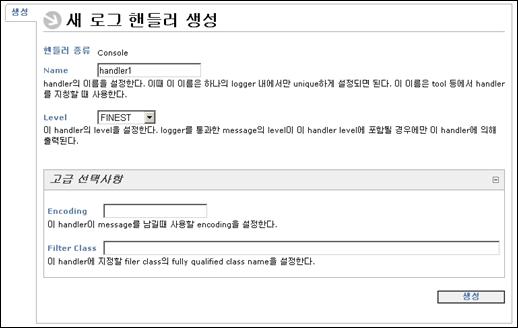 생성
새 로그 핸들러 생성
핸들러 종류 Console
Name handler1
handler의 이름을 설정한다. 이때 이 이름은 하나의 logger 내에서만 unique하게 설정되면 된다. 이 이름은 tool 등에서 handler
를 지칭할 때 사용한다.
Level FINEST
이 handler의 level을 설정한다. logger를 통과한 message의 level이 이 handler level에 포함될 경우에만 이 handler에 의해
출력된다.
고급 선택사항
Encoding
이 handler이 message를 남길때 사용할 encoding을 설정한다.
Filter Class
이 handler에 지정할 filer class의 fully qualified class name을 설정한다.
생성